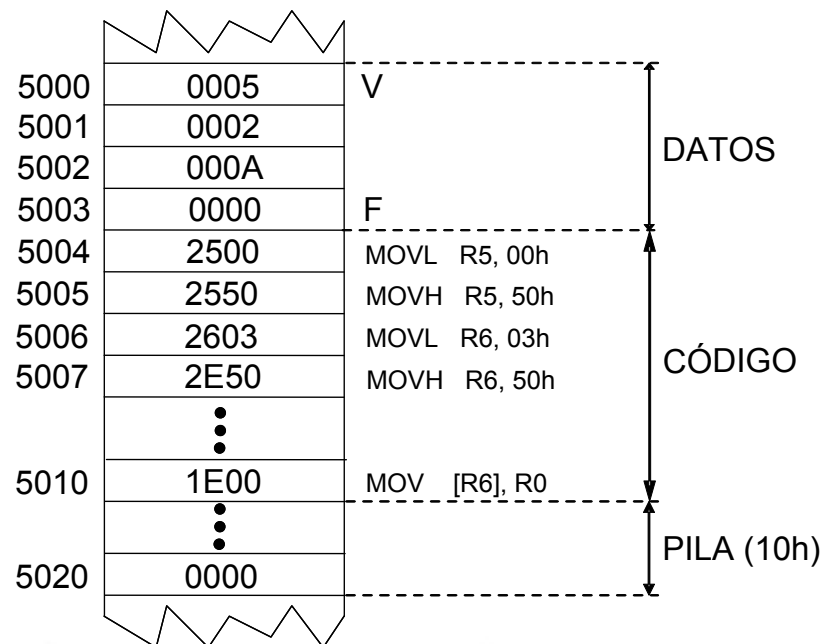 5000 0005 V
5001 0002
5002 000A
DATOS
5003 0000 F
5004 2500 MOVL R5, 00h
5005 2550 MOVH R5, 50h
5006 2603 MOVL R6, 03h
5007 2E50 MOVH R6, 50h
CÓDIGO
5010 1E00 MOV [R6], R0
PILA (10h)
5020 0000